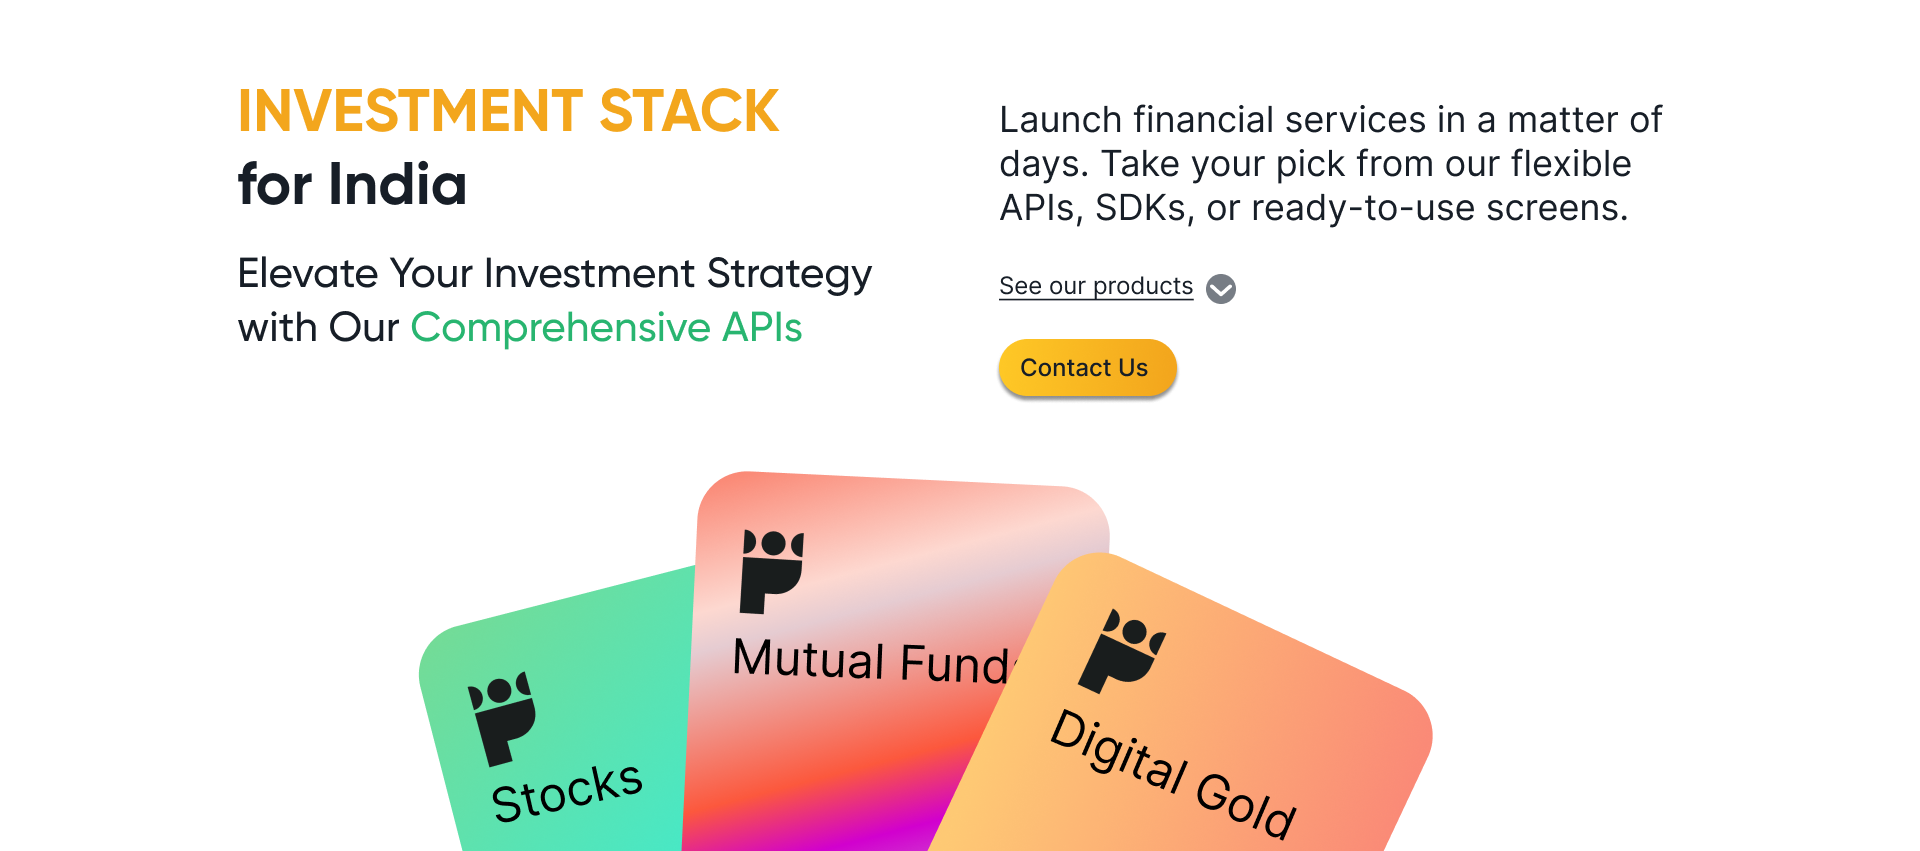 INVESTMENT STACK
for India
Elevate Your Investment Strategy
with Our Comprehensive APIs
Launch financial services in a matter of
days. Take your pick from our flexible
APIs, SDKs, or ready-to-use screens.
See our products
Contact Us
Stocks
Mutual Funds
Digital Gold